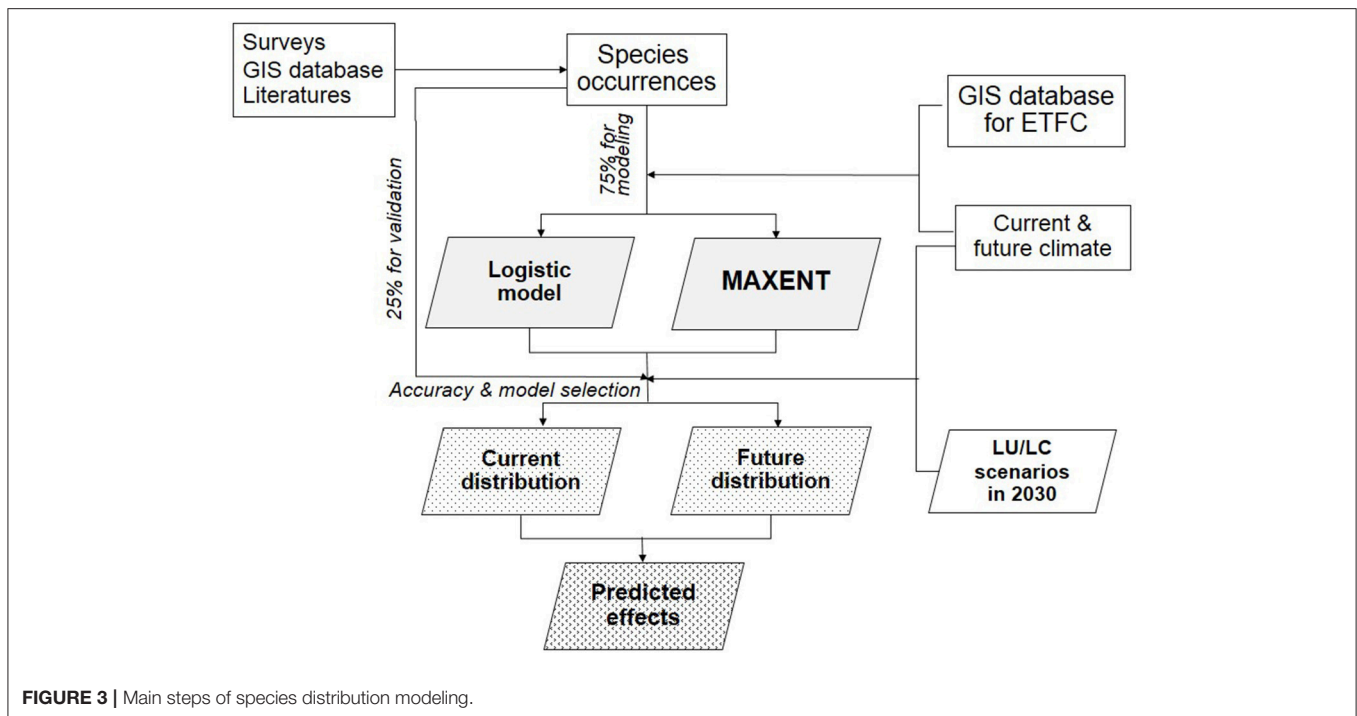 Surveys
GIS database
Literatures
Species
occurrences
GIS database
for ETFC
25% for validation
75% for
modeling
Current &
future climate
Logistic
model
MAXENT
Accuracy & model selection
Current
distribution
Future
distribution
LU/LC
scenarios
in 2030
Predicted
effects
FIGURE 3 | Main steps of species distribution modeling.